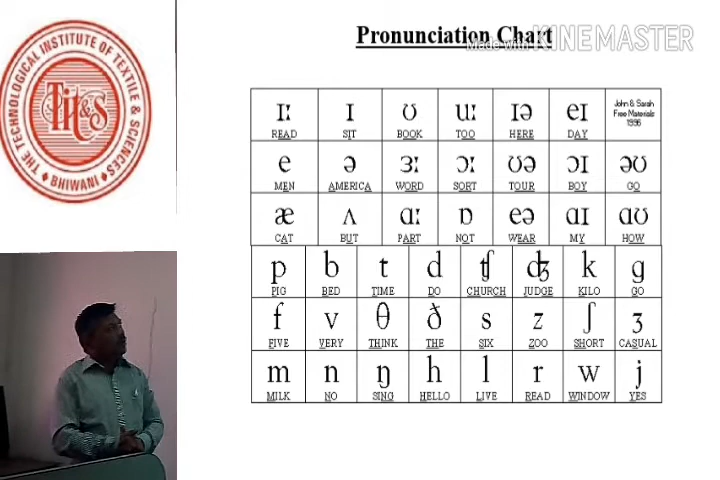 THE TECHNOLOGICAL INSTITUTE OF TEXTILE & SCIENCES
TIT&S
BHIWANI
Pronunciation Chart
Made with KINEMASTER
ɪː ɪ ʊ uː ɪə eɪ John & Sarah
READ SIT BOOK TOO HERE DAY Free Materials
1996
e ə ɜː ɔː ʊə ɔɪ əʊ
MEN AMERICA WORD SORT TOUR BOY GO
æ ʌ ɑː ɒ eə ɑɪ ɑʊ
CAT BUT PART NOT WEAR MY HOW
p b t d ʧ ʤ k g
PIG BED TIME DO CHURCH JUDGE KILO GO
f v θ ð s z ʃ ʒ
FIVE VERY THINK THE SIX ZOO SHORT CASUAL
m n ŋ h l r w j
MILK NO SING HELLO LIVE READ WINDOW YES